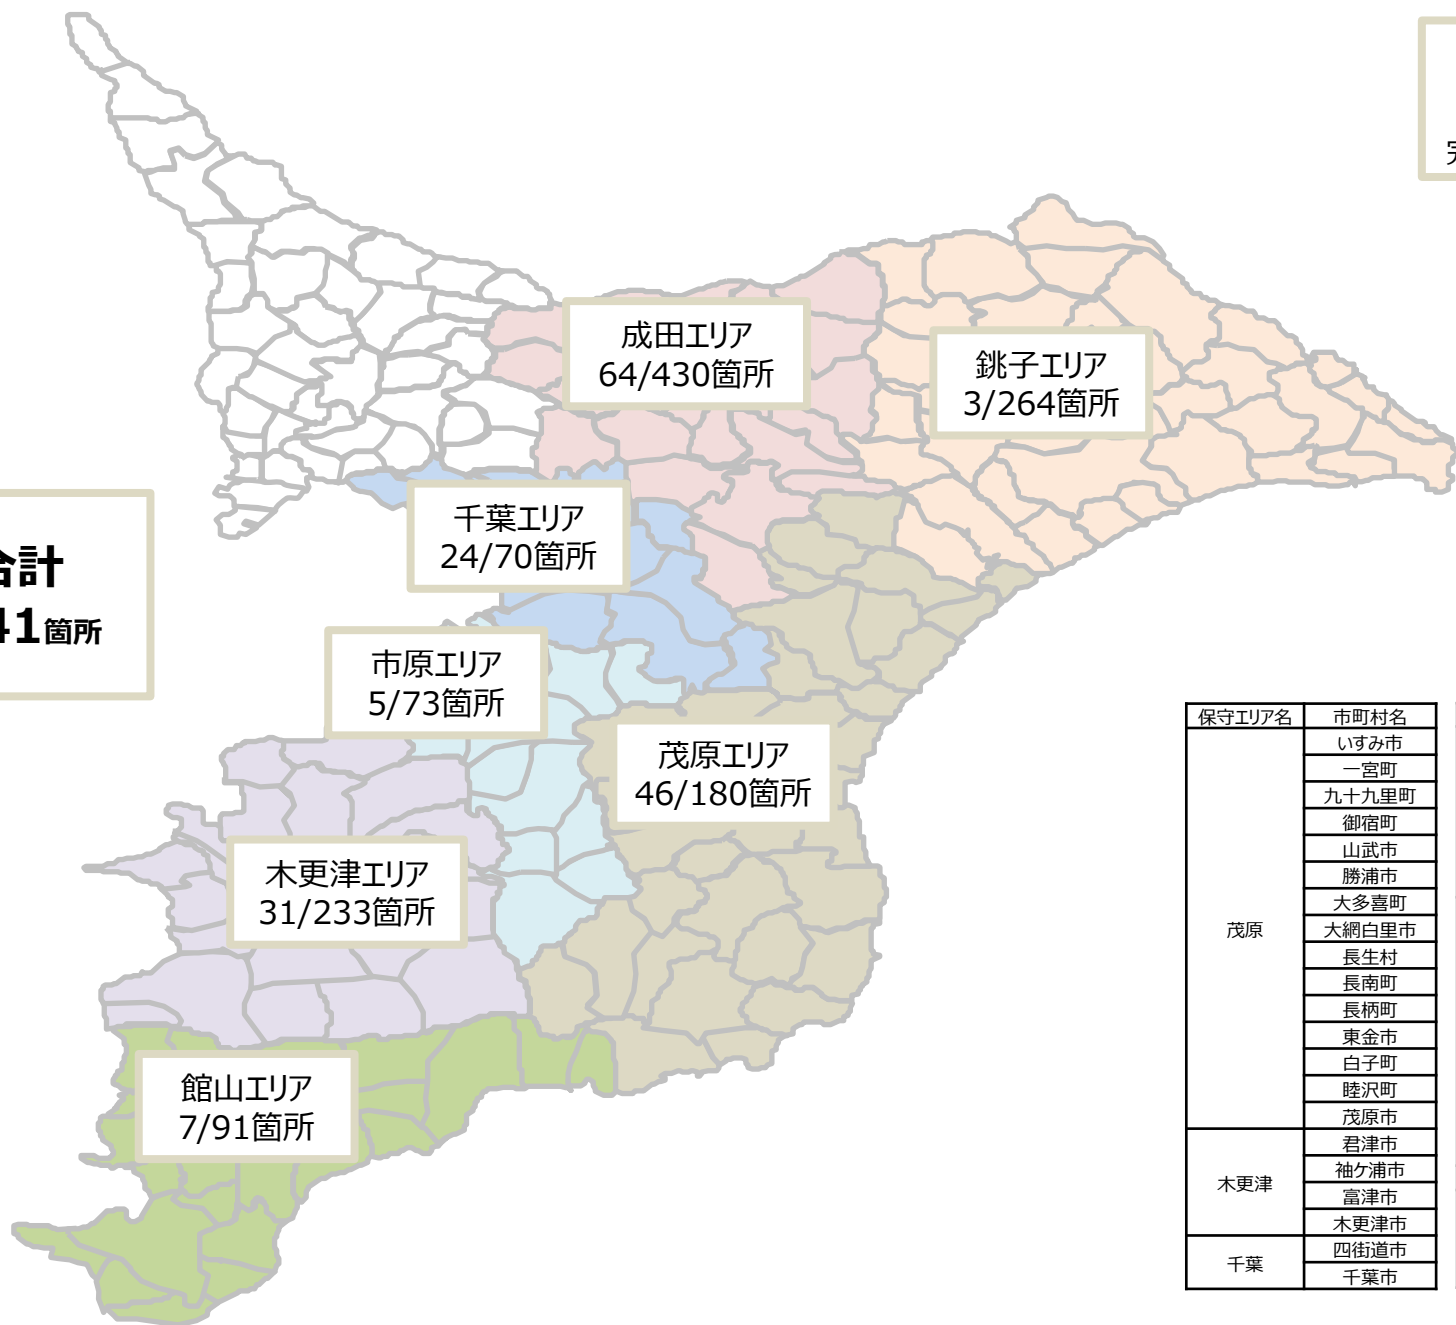 成田エリア
64/430箇所
銚子エリア
3/264箇所
千葉エリア
24/70箇所
合計
41箇所
市原エリア
5/73箇所
茂原エリア
46/180箇所
木更津エリア
31/233箇所
館山エリア
7/91箇所
保守エリア名 市町村名
茂原
いすみ市
一宮町
九十九里町
御宿町
山武市
勝浦市
大多喜町
大網白里市
長生村
長南町
長柄町
東金市
白子町
睦沢町
茂原市
木更津
君津市
袖ケ浦市
富津市
木更津市
千葉
四街道市
千葉市